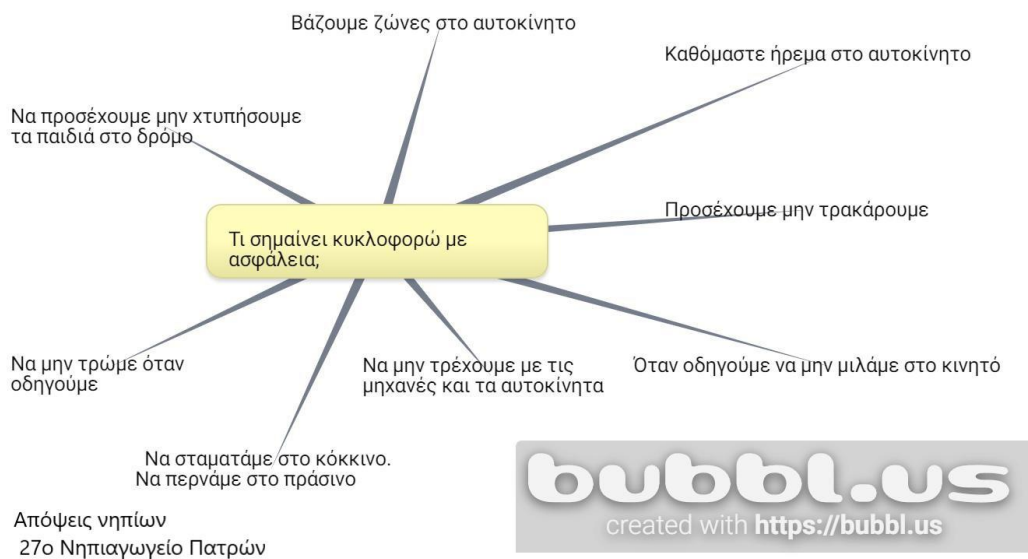 Βάζουμε ζώνες στο αυτοκίνητο
Καθόμαστε ήρεμα στο αυτοκίνητο
Να προσέχουμε μην χτυπήσουμε
τα παιδιά στο δρόμο
Προσέχουμε μην τρακάρουμε
Τι σημαίνει κυκλοφορώ με
ασφάλεια;
Να μην τρώμε όταν
οδηγούμε
Να μην τρέχουμε με τις
μηχανές και τα αυτοκίνητα
Όταν οδηγούμε να μην μιλάμε στο κινητό
Να σταματάμε στο κόκκινο.
Να περνάμε στο πράσινο
bubbl.us
created with https://bubbl.us
Απόψεις νηπίων
27ο Νηπιαγωγείο Πατρών